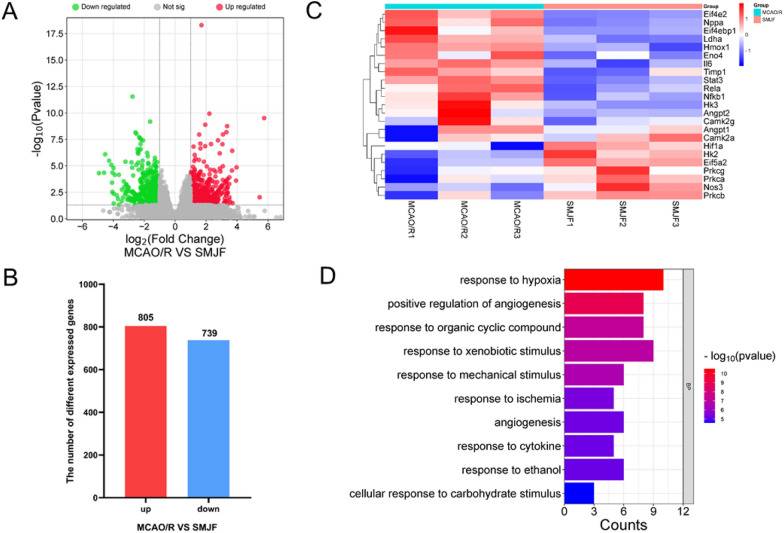 A
Down regulated
Not sig
Up regulated
17.5
15.0
12.5
10.0
7.5
5.0
2.5
0.0
-log10(Pvalue)
−6 −4 −2 0 2 4 6
log2(Fold Change)
MCAO/R VS SMJF
B
The number of different expressed genes
1000
800
600
400
200
0
805
739
up
down
MCAO/R VS SMJF
C
Group
Eif4e2
Nppa
Eif4ebp1
Ldha
Hmox1
Eno4
Il6
Timp1
Stat3
Rela
Nfkb1
Hk3
Angpt2
Camk2g
Angpt1
Camk2a
Hif1a
Hk2
Eif5a2
Prkcg
Prkca
Nos3
Prkcb
MCAO/R1
MCAO/R2
MCAO/R3
SMJF1
SMJF2
SMJF3
Group
MCAO/R
SMJF
1
0
-1
D
response to hypoxia
positive regulation of angiogenesis
response to organic cyclic compound
response to xenobiotic stimulus
response to mechanical stimulus
response to ischemia
angiogenesis
response to cytokine
response to ethanol
cellular response to carbohydrate stimulus
0 3 6 9 12
Counts
BP
- log10(pvalue)
10
9
8
7
6
5